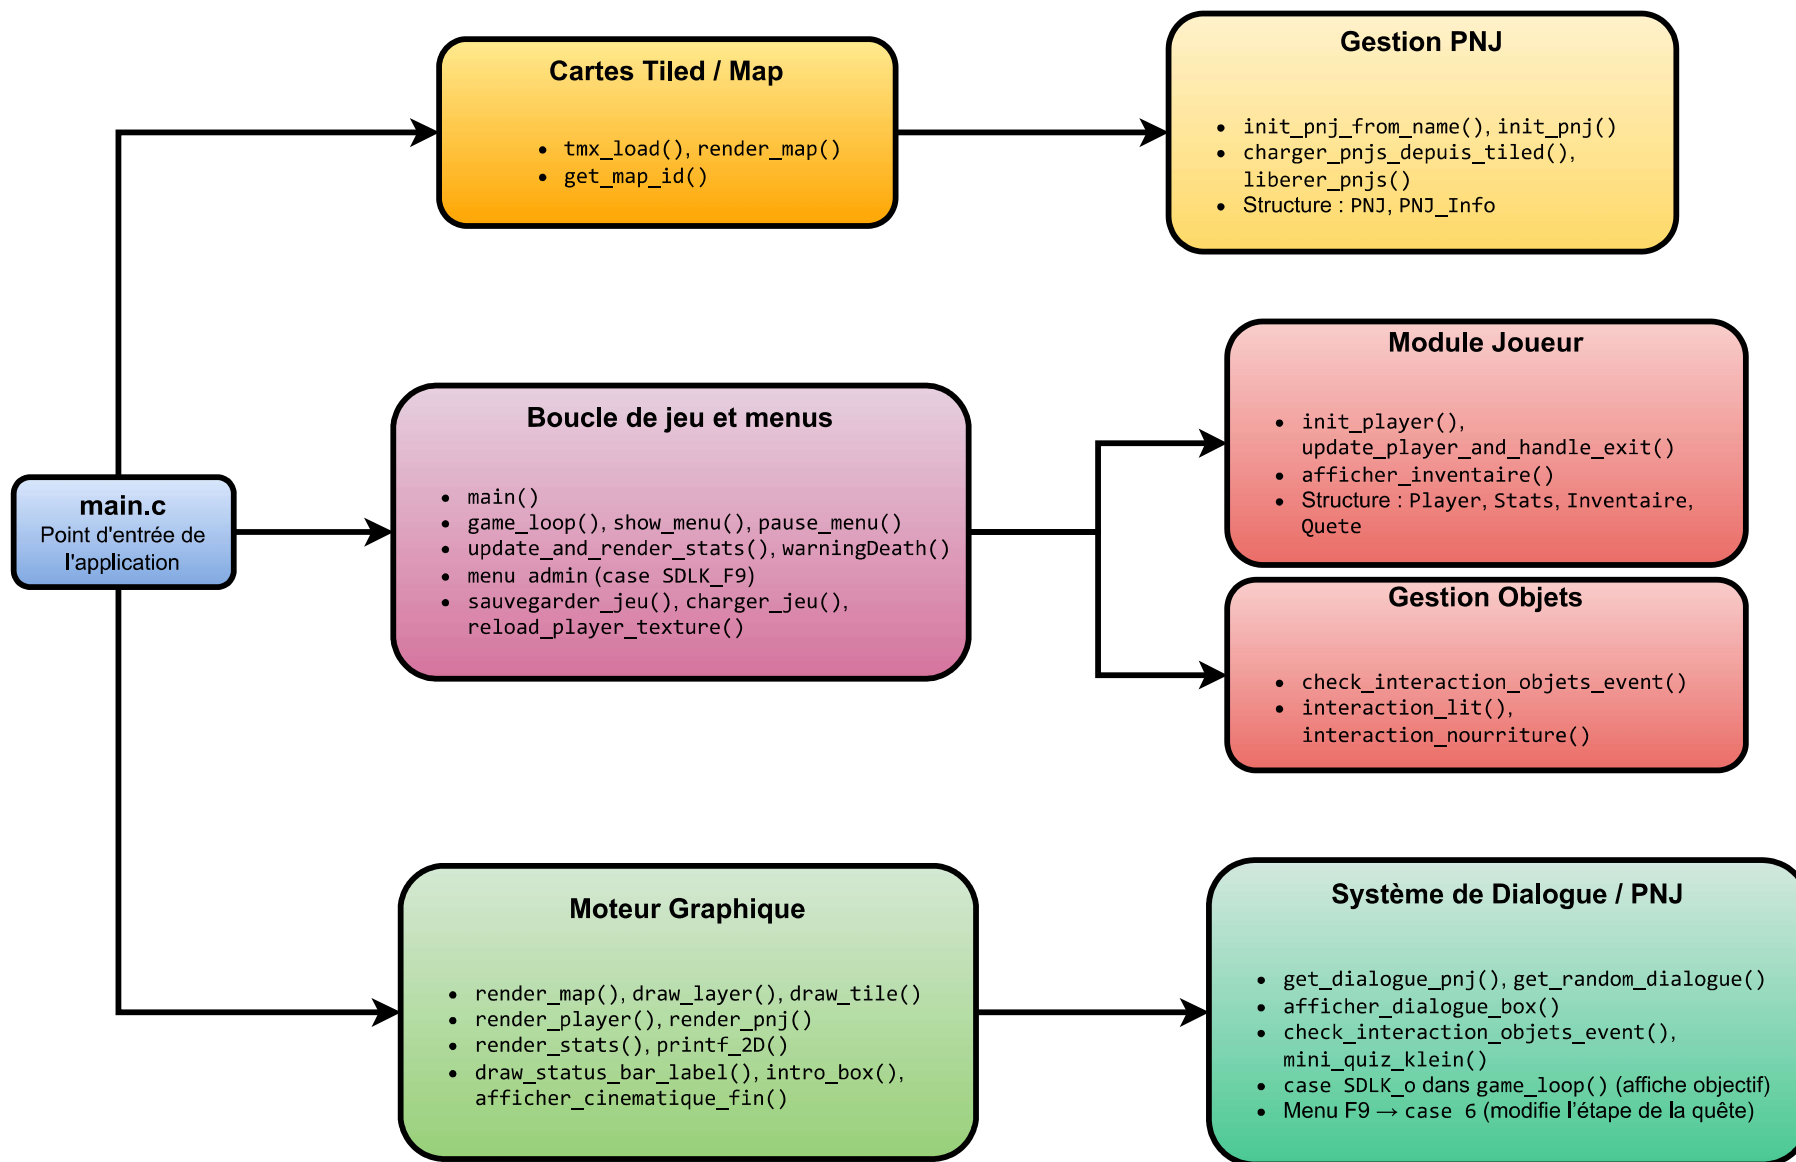 Cartes Tiled / Map
• tmx_load(), render_map()
• get_map_id()
Gestion PNJ
• init_pnj_from_name(), init_pnj()
• charger_pnjs_depuis_tiled(),
liberer_pnjs()
• Structure : PNJ, PNJ_Info
main.c
Point d'entrée de
l'application
Boucle de jeu et menus
• main()
• game_loop(), show_menu(), pause_menu()
• update_and_render_stats(), warningDeath()
• menu admin (case SDLK_F9)
• sauvegarder_jeu(), charger_jeu(),
reload_player_texture()
Module Joueur
• init_player(),
update_player_and_handle_exit()
• afficher_inventaire()
• Structure : Player, Stats, Inventaire,
Quete
Gestion Objets
• check_interaction_objets_event()
• interaction_lit(),
interaction_nourriture()
Moteur Graphique
• render_map(), draw_layer(), draw_tile()
• render_player(), render_pnj()
• render_stats(), printf_2D()
• draw_status_bar_label(), intro_box(),
afficher_cinematique_fin()
Système de Dialogue / PNJ
• get_dialogue_pnj(), get_random_dialogue()
• afficher_dialogue_box()
• check_interaction_objets_event(),
mini_quiz_klein()
• case SDLK_o dans game_loop() (affiche objectif)
• Menu F9 → case 6 (modifie l'étape de la quête)